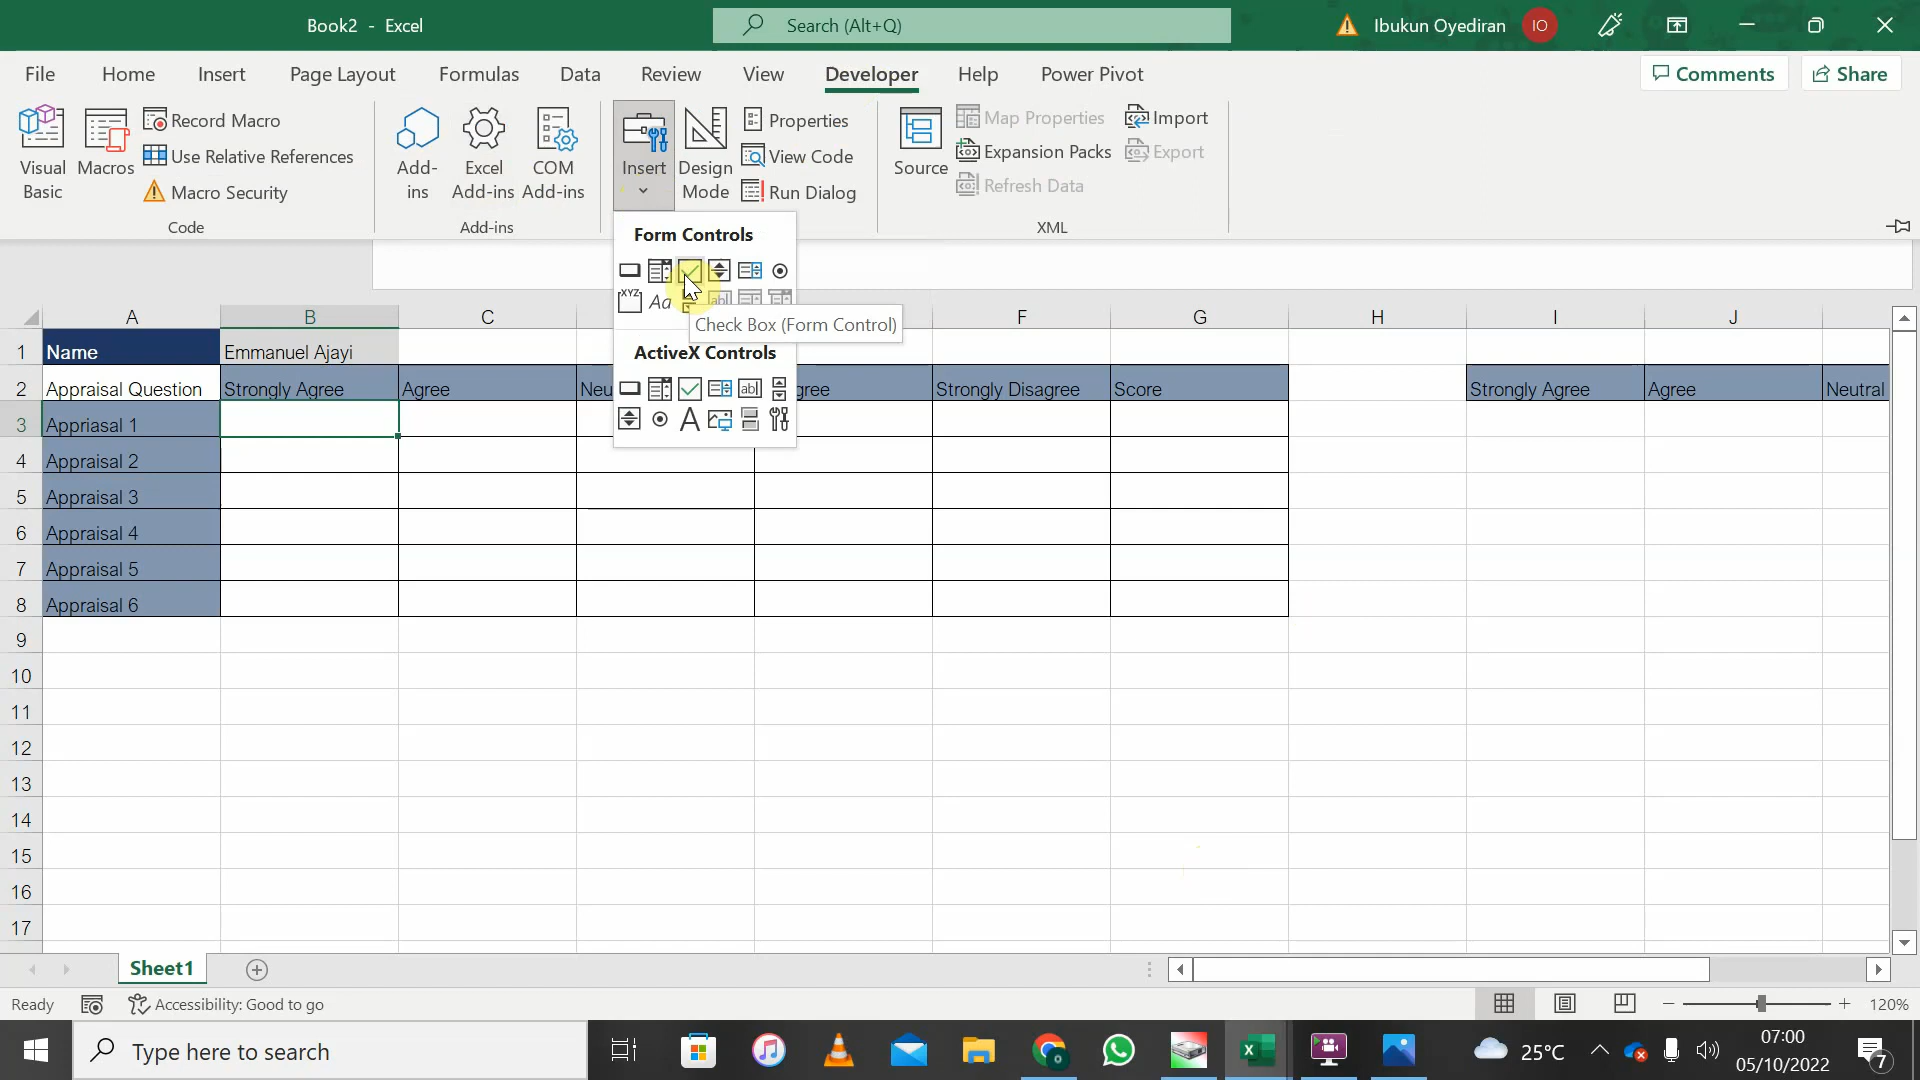 Book2 - Excel
Search (Alt+Q)
Ibukun Oyediran IO
File Home Insert Page Layout Formulas Data Review View Developer Help Power Pivot Comments Share
Visual Basic
Macros
Record Macro
Use Relative References
Macro Security
Code
Add-ins
Excel Add-ins
COM Add-ins
Add-ins
Insert
Design Mode
Properties
View Code
Run Dialog
Source
Map Properties
Expansion Packs
Refresh Data
Import
Export
XML
Form Controls
XYZ Aa ab|
Check Box (Form Control)
ActiveX Controls
ab|
A
A B C F G H I J
1 Name Emmanuel Ajayi
2 Appraisal Question Strongly Agree Agree Neu gree Strongly Disagree Score Strongly Agree Agree Neutral
3 Appriasal 1
4 Appraisal 2
5 Appraisal 3
6 Appraisal 4
7 Appraisal 5
8 Appraisal 6
9
10
11
12
13
14
15
16
17
Sheet1
Ready Accessibility: Good to go 120%
Type here to search
25°C
07:00
05/10/2022
7